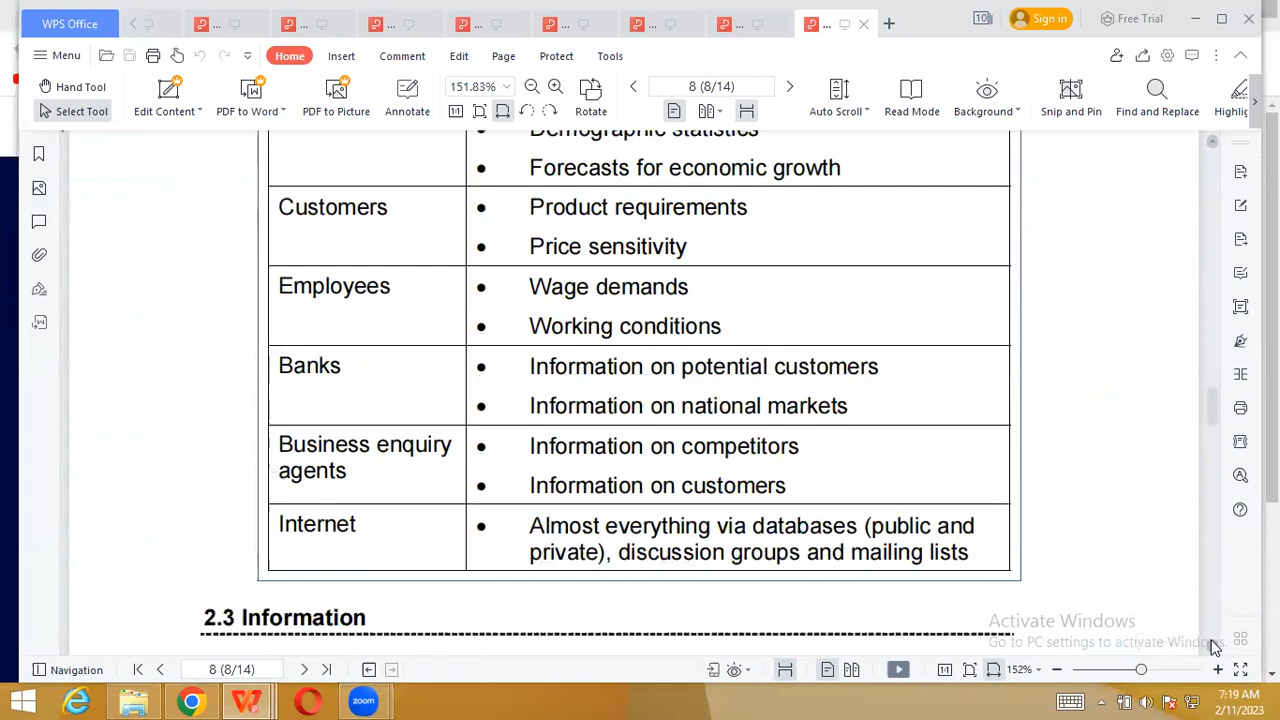 WPS Office
...
...
...
...
...
...
...
...
Sign in
Free Trial
Menu
Home
Insert
Comment
Edit
Page
Protect
Tools
Hand Tool
Select Tool
Edit Content
PDF to Word
PDF to Picture
Annotate
151.83%
Rotate
8 (8/14)
Auto Scroll
Read Mode
Background
Snip and Pin
Find and Replace
Highlig
Demographic statistics
• Forecasts for economic growth
Customers
• Product requirements
• Price sensitivity
Employees
• Wage demands
• Working conditions
Banks
• Information on potential customers
• Information on national markets
Business enquiry
agents
• Information on competitors
• Information on customers
Internet
• Almost everything via databases (public and
private), discussion groups and mailing lists
2.3 Information
Activate Windows
Go to PC settings to activate Windows.
Navigation
8 (8/14)
152%
zoom
7:19 AM
2/11/2023